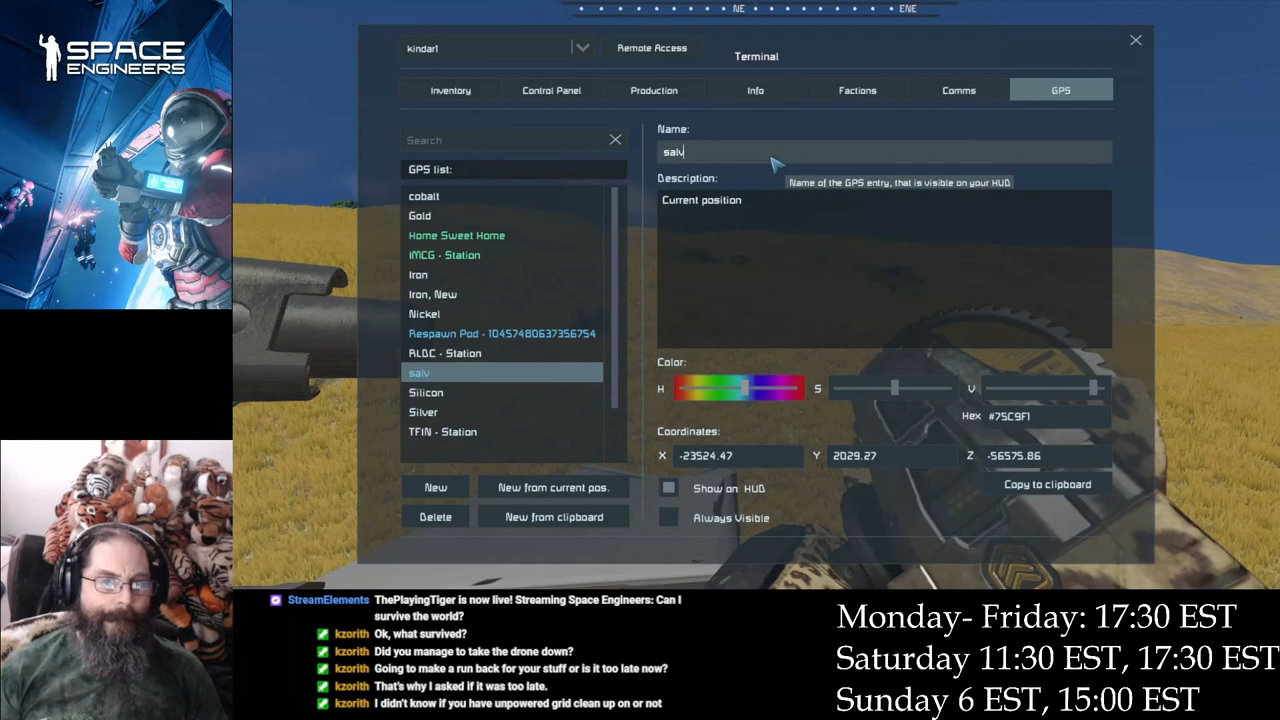 SPACE
ENGINEERS
NE
ENE
kindar1
Remote Access
Terminal
Inventory
Control Panel
Production
Info
Factions
Comms
GPS
Search
GPS list:
cobalt
Gold
Home Sweet Home
IMCG - Station
Iron
Iron, New
Nickel
Respawn Pod - 10457480637356754
RLDC - Station
salv
Silicon
Silver
TFIN - Station
New
New from current pos.
Delete
New from clipboard
Name:
salv
Name of the GPS entry, that is visible on your HUD
Description:
Current position
Color:
H
S
V
Hex #75C9F1
Coordinates:
X -23524.47
Y 2029.27
Z -56575.86
Show on HUD
Copy to clipboard
Always Visible
StreamElements ThePlayingTiger is now live! Streaming Space Engineers: Can I
survive the world?
kzorith Ok, what survived?
kzorith Did you manage to take the drone down?
kzorith Going to make a run back for your stuff or is it too late now?
kzorith That's why I asked if it was too late.
kzorith I didn't know if you have unpowered grid clean up on or not
Monday- Friday: 17:30 EST
Saturday 11:30 EST, 17:30 EST
Sunday 6 EST, 15:00 EST